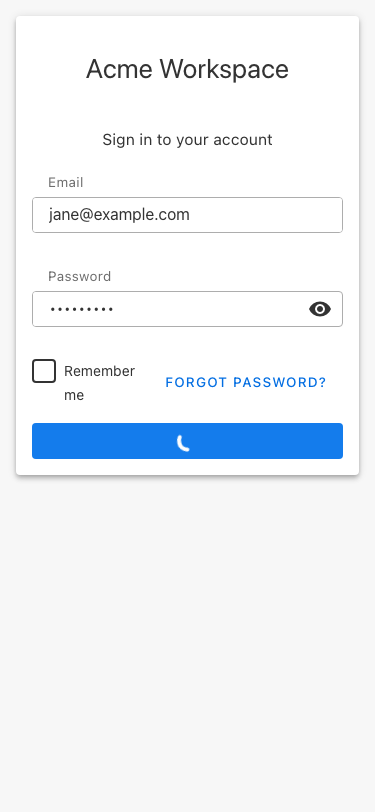 Acme Workspace
Sign in to your account
Email
jane@example.com
Password
•••••••••
Remember
me
FORGOT PASSWORD?